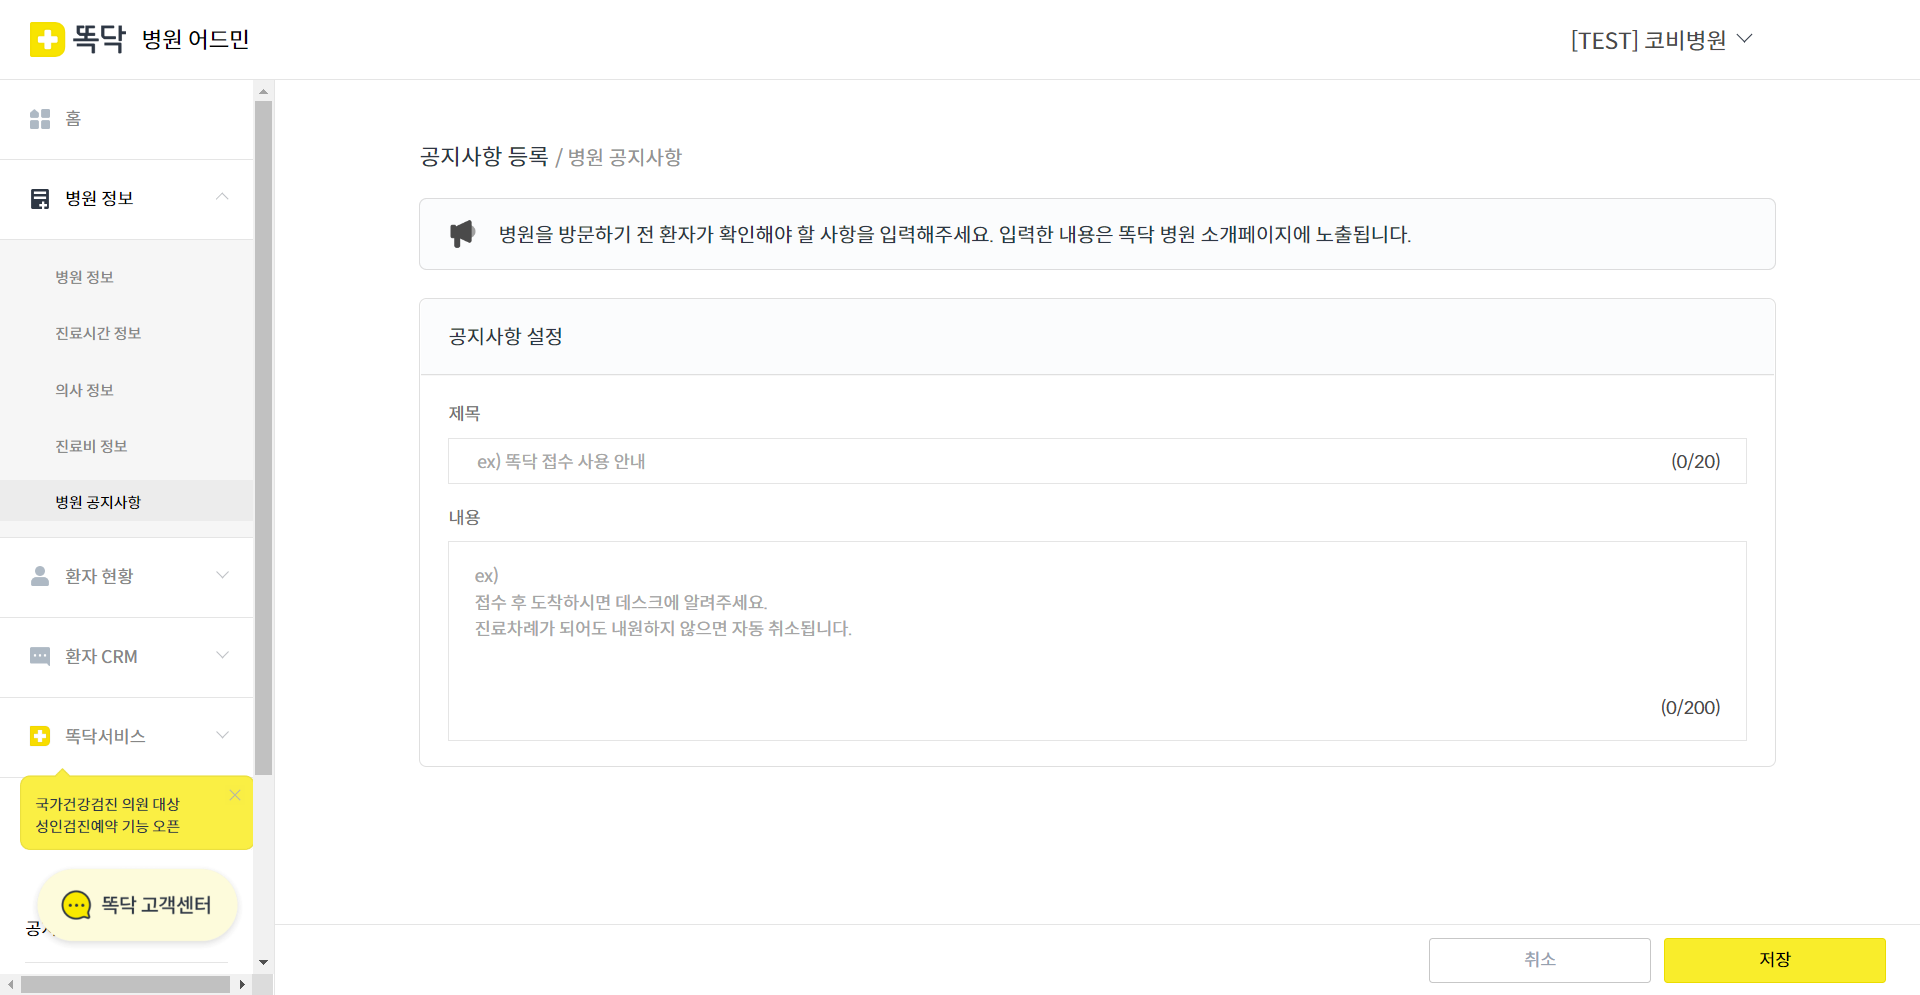 똑닥 병원 어드민
[TEST] 코비병원
홈
병원 정보
병원 정보
진료시간 정보
의사 정보
진료비 정보
병원 공지사항
환자 현황
환자 CRM
똑닥서비스
국가건강검진 의원 대상
성인검진예약 기능 오픈
똑닥 고객센터
공지사항 등록 / 병원 공지사항
병원을 방문하기 전 환자가 확인해야 할 사항을 입력해주세요. 입력한 내용은 똑닥 병원 소개페이지에 노출됩니다.
공지사항 설정
제목
ex) 똑닥 접수 사용 안내 (0/20)
내용
ex)
접수 후 도착하시면 데스크에 알려주세요.
진료차례가 되어도 내원하지 않으면 자동 취소됩니다.
(0/200)
취소 저장